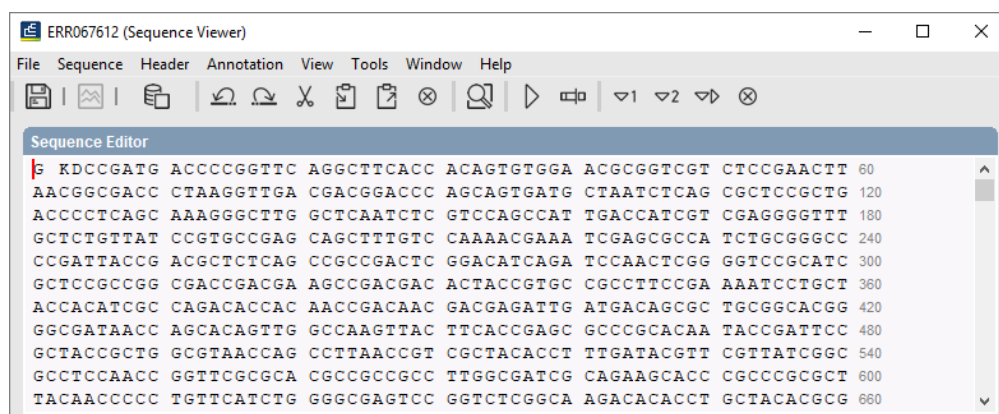 ERR067612 (Sequence Viewer)
File Sequence Header Annotation View Tools Window Help
1 2
Sequence Editor
G KDCCGATG ACCCCGGTTC AGGCTTCACC ACAGTGTGGA ACGCGGTCGT CTCCGAACTT 60
AACGGCGACC CTAAGGTTGA CGACGGACCC AGCAGTGATG CTAATCTCAG CGCTCCGCTG 120
ACCCCTCAGC AAAGGGCTTG GCTCAATCTC GTCCAGCCAT TGACCATCGT CGAGGGGTTT 180
GCTCTGTTAT CCGTGCCGAG CAGCTTTGTC CAAAACGAAA TCGAGCGCCA TCTGCGGGCC 240
CCGATTACCG ACGCTCTCAG CCGCCGACTC GGACATCAGA TCCAACTCGG GGTCCGCATC 300
GCTCCGCCGG CGACCGACGA AGCCGACGAC ACTACCGTGC CGCCTTCCGA AAATCCTGCT 360
ACCACATCGC CAGACACCAC AACCGACAAC GACGAGATTG ATGACAGCGC TGCGGCACGG 420
GGCGATAACC AGCACAGTTG GCCAAGTTAC TTCACCGAGC GCCCGCACAA TACCGATTCC 480
GCTACCGCTG GCGTAACCAG CCTTAACCGT CGCTACACCT TTGATACGTT CGTTATCGGC 540
GCCTCCAACC GGTTCGCGCA CGCCGCCGCC TTGGCGATCG CAGAAGCACC CGCCCGCGCT 600
TACAACCCCC TGTTCATCTG GGGCGAGTCC GGTCTCGGCA AGACACACCT GCTACACGCG 660